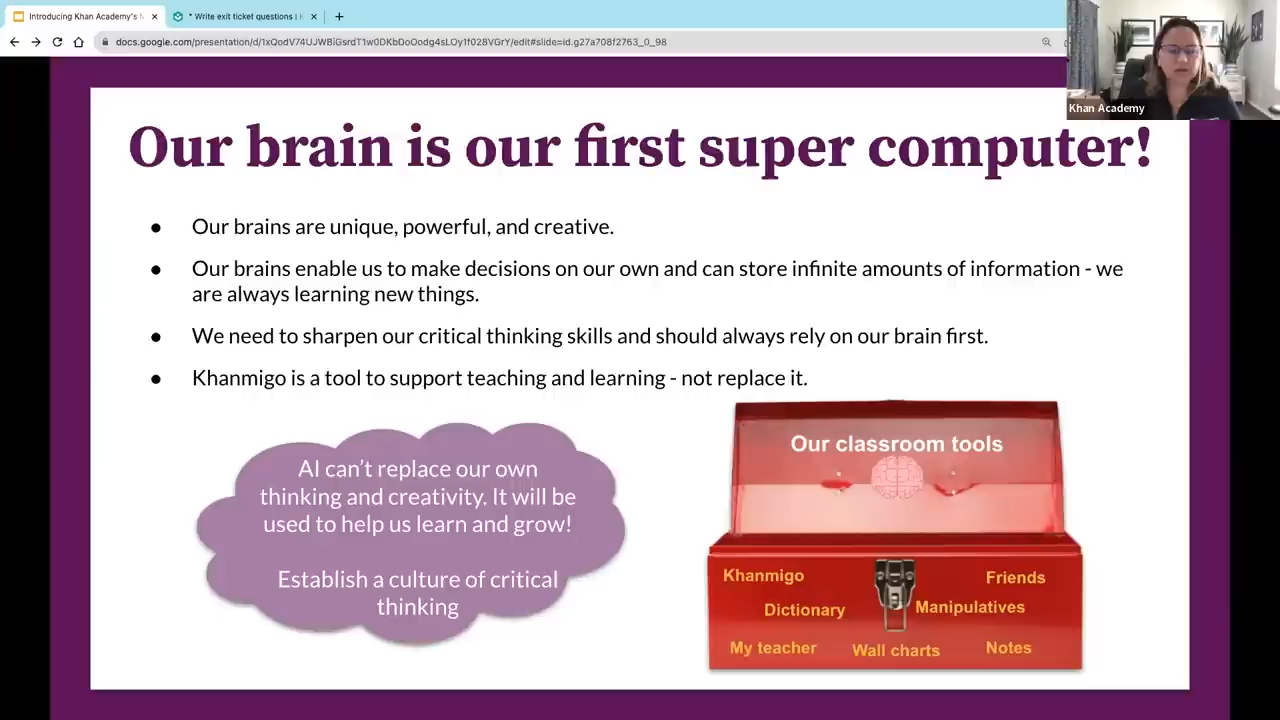 Introducing Khan Academy's
* Write exit ticket questions |
docs.google.com/presentation/d/1xQodV74UJWBiGsrdT1w0DKbDoOodg4sLOy1f028VGrY/edit#slide=id.g27a708f2763_0_98
Khan Academy
Our brain is our first super computer!
● Our brains are unique, powerful, and creative.
● Our brains enable us to make decisions on our own and can store infinite amounts of information - we
are always learning new things.
● We need to sharpen our critical thinking skills and should always rely on our brain first.
● Khanmigo is a tool to support teaching and learning - not replace it.
AI can't replace our own
thinking and creativity. It will be
used to help us learn and grow!
Establish a culture of critical
thinking
Our classroom tools
Khanmigo
Friends
Dictionary
Manipulatives
My teacher
Wall charts
Notes